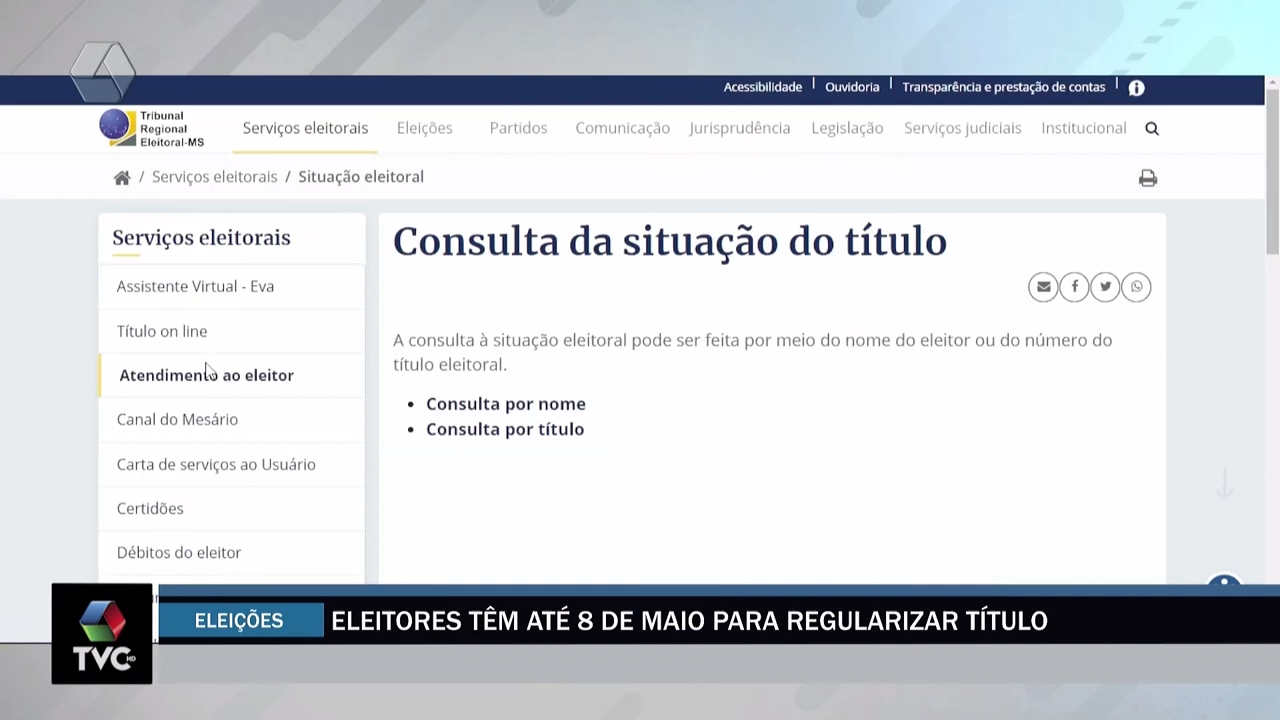 Acessibilidade
Ouvidoria
Transparência e prestação de contas
Tribunal
Regional
Eleitoral-MS
Serviços eleitorais
Eleições
Partidos
Comunicação
Jurisprudência
Legislação
Serviços judiciais
Institucional
/ Serviços eleitorais / Situação eleitoral
Serviços eleitorais
Assistente Virtual - Eva
Título on line
Atendimento ao eleitor
Canal do Mesário
Carta de serviços ao Usuário
Certidões
Débitos do eleitor
Consulta da situação do título
A consulta à situação eleitoral pode ser feita por meio do nome do eleitor ou do número do
título eleitoral.
• Consulta por nome
• Consulta por título
ELEIÇÕES
ELEITORES TÊM ATÉ 8 DE MAIO PARA REGULARIZAR TÍTULO
TVC HD